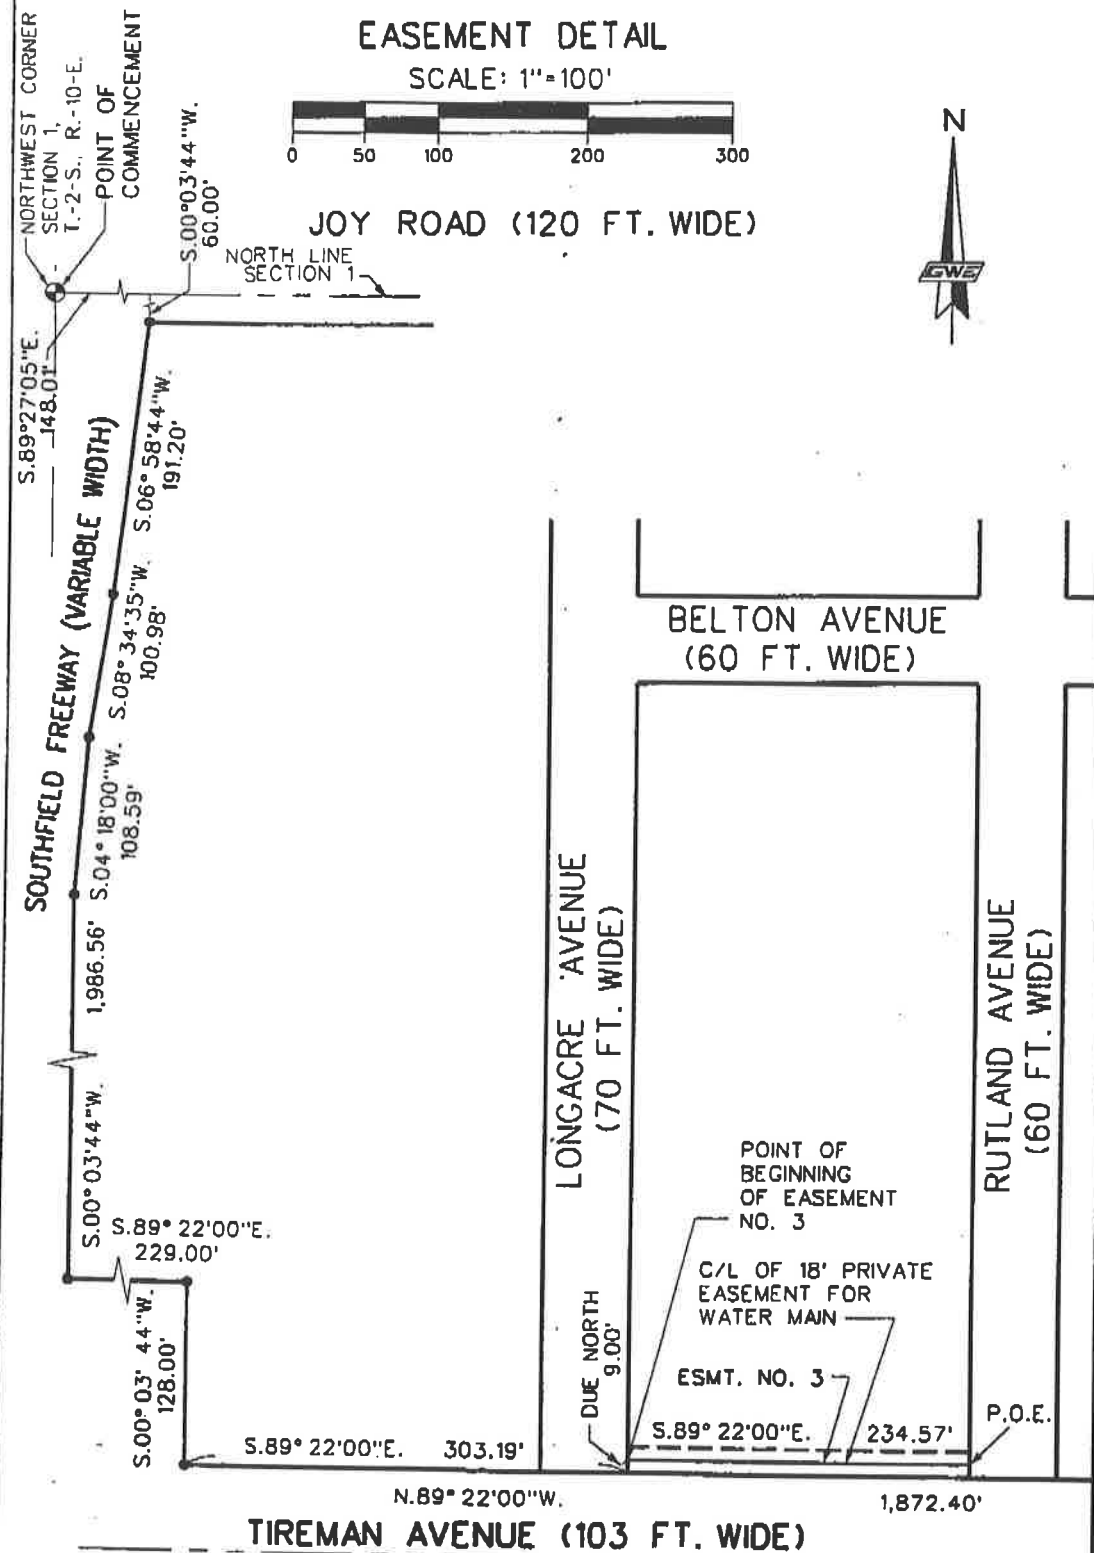 EASEMENT DETAIL
SCALE: 1"=100'
0 50 100 200 300
NORTHWEST CORNER
SECTION 1,
T.-2-S., R.-10-E.
POINT OF
COMMENCEMENT
S.00°03'44"W.
60.00'
JOY ROAD (120 FT. WIDE)
NORTH LINE
SECTION 1
N
GWE
S.89°27'05"E.
148.01'
SOUTHFIELD FREEWAY (VARIABLE WIDTH)
S.06°58'44"W.
191.20'
S.08°34'35"W.
100.98'
S.04°18'00"W.
108.59'
S.00°03'44"W. 1,986.56'
S.89°22'00"E.
229.00'
S.00°03'44"W.
128.00'
BELTON AVENUE
(60 FT. WIDE)
LONGACRE AVENUE
(70 FT. WIDE)
RUTLAND AVENUE
(60 FT. WIDE)
POINT OF
BEGINNING
OF EASEMENT
NO. 3
C/L OF 18' PRIVATE
EASEMENT FOR
WATER MAIN
ESMT. NO. 3
DUE NORTH
9.00'
P.O.E.
S.89°22'00"E. 234.57'
S.89°22'00"E. 303.19'
N.89°22'00"W. 1,872.40'
TIREMAN AVENUE (103 FT. WIDE)